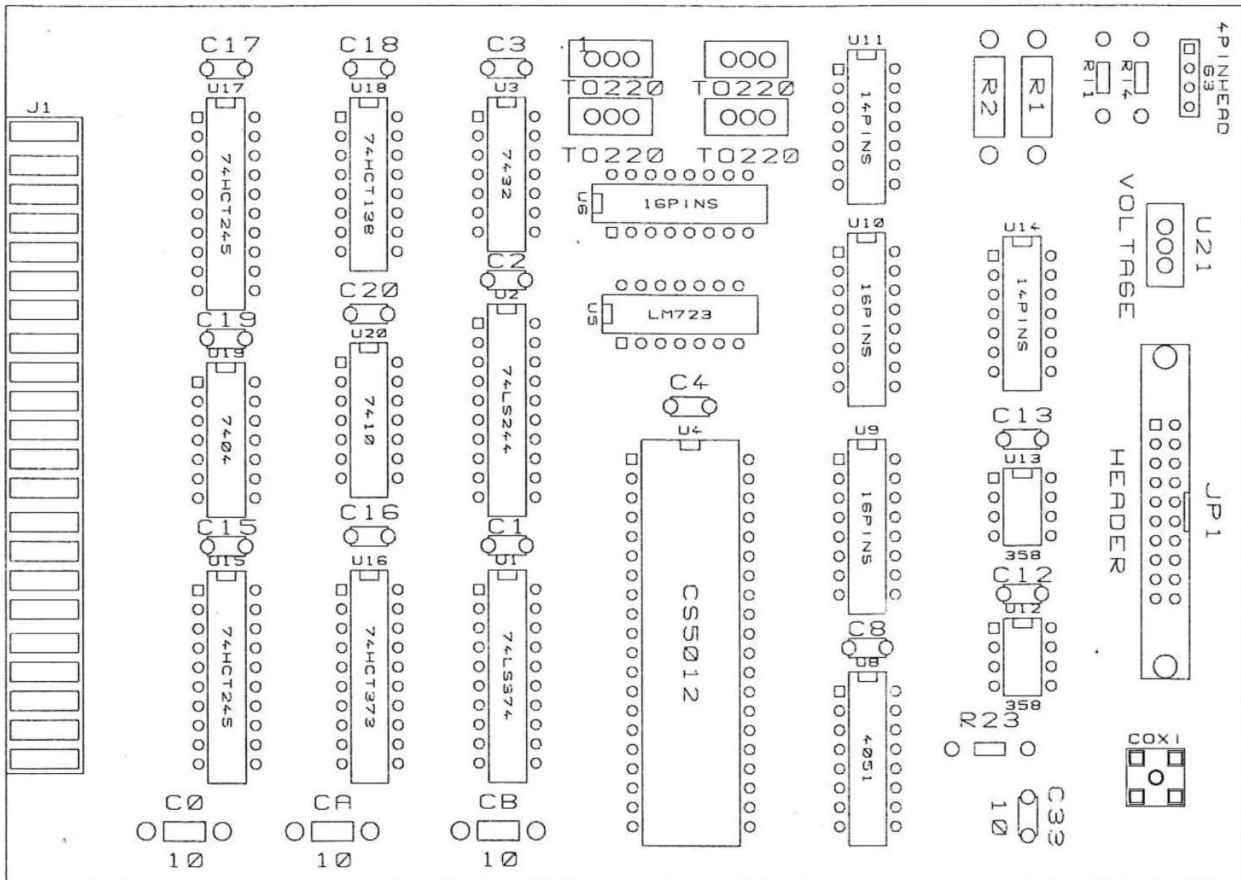 J1
C17
U17
74HCT245
C19
U19
7404
C15
U15
74HCT245
C0
10
C18
U18
74HCT138
C20
U20
7410
C16
U16
74HCT373
CA
10
C3
U3
7432
C2
U2
74LS244
C1
U1
74LS374
CB
10
1
TO220
TO220
TO220
TO220
U6
16PINS
U5
LM723
C4
U4
CS5012
U11
14PINS
U10
16PINS
U9
16PINS
C8
U8
4051
R2
R1
R11
R14
4PINHEAD
U14
14PINS
C13
U13
358
C12
U12
358
R23
C33
10
VOLTAGE
U21
HEADER
JP1
COX1